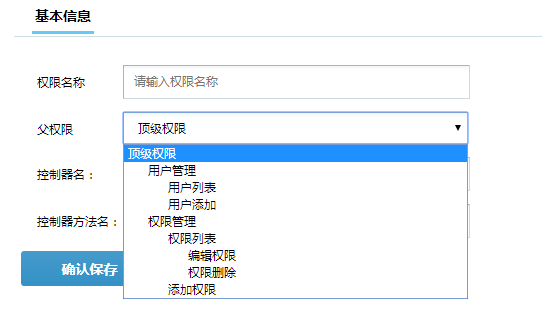 基本信息
权限名称
请输入权限名称
父权限
顶级权限
顶级权限
用户管理
用户列表
用户添加
权限管理
权限列表
编辑权限
权限删除
添加权限
控制器名：
控制器方法名：
确认保存